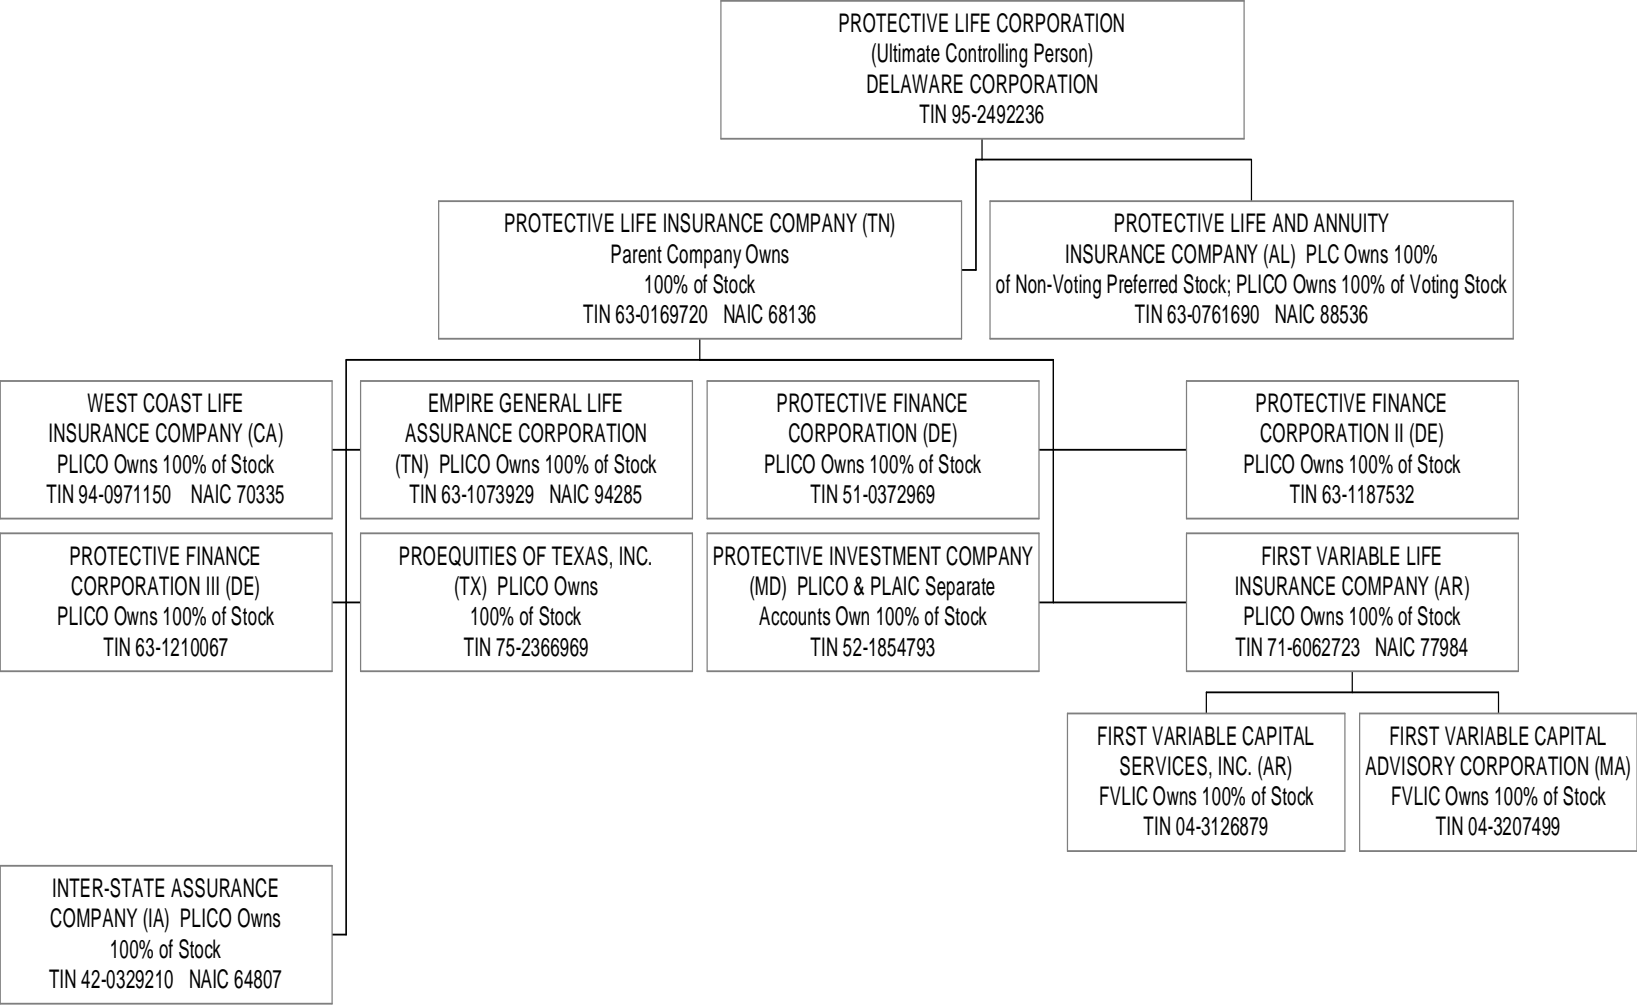 PROTECTIVE LIFE CORPORATION
(Ultimate Controlling Person)
DELAWARE CORPORATION
TIN 95-2492236
PROTECTIVE LIFE INSURANCE COMPANY (TN)
Parent Company Owns
100% of Stock
TIN 63-0169720 NAIC 68136
PROTECTIVE LIFE AND ANNUITY
INSURANCE COMPANY (AL) PLC Owns 100%
of Non-Voting Preferred Stock; PLICO Owns 100% of Voting Stock
TIN 63-0761690 NAIC 88536
WEST COAST LIFE
INSURANCE COMPANY (CA)
PLICO Owns 100% of Stock
TIN 94-0971150 NAIC 70335
EMPIRE GENERAL LIFE
ASSURANCE CORPORATION
(TN) PLICO Owns 100% of Stock
TIN 63-1073929 NAIC 94285
PROTECTIVE FINANCE
CORPORATION (DE)
PLICO Owns 100% of Stock
TIN 51-0372969
PROTECTIVE FINANCE
CORPORATION II (DE)
PLICO Owns 100% of Stock
TIN 63-1187532
PROTECTIVE FINANCE
CORPORATION III (DE)
PLICO Owns 100% of Stock
TIN 63-1210067
PROEQUITIES OF TEXAS, INC.
(TX) PLICO Owns
100% of Stock
TIN 75-2366969
PROTECTIVE INVESTMENT COMPANY
(MD) PLICO & PLAIC Separate
Accounts Own 100% of Stock
TIN 52-1854793
FIRST VARIABLE LIFE
INSURANCE COMPANY (AR)
PLICO Owns 100% of Stock
TIN 71-6062723 NAIC 77984
FIRST VARIABLE CAPITAL
SERVICES, INC. (AR)
FVLIC Owns 100% of Stock
TIN 04-3126879
FIRST VARIABLE CAPITAL
ADVISORY CORPORATION (MA)
FVLIC Owns 100% of Stock
TIN 04-3207499
INTER-STATE ASSURANCE
COMPANY (IA) PLICO Owns
100% of Stock
TIN 42-0329210 NAIC 64807